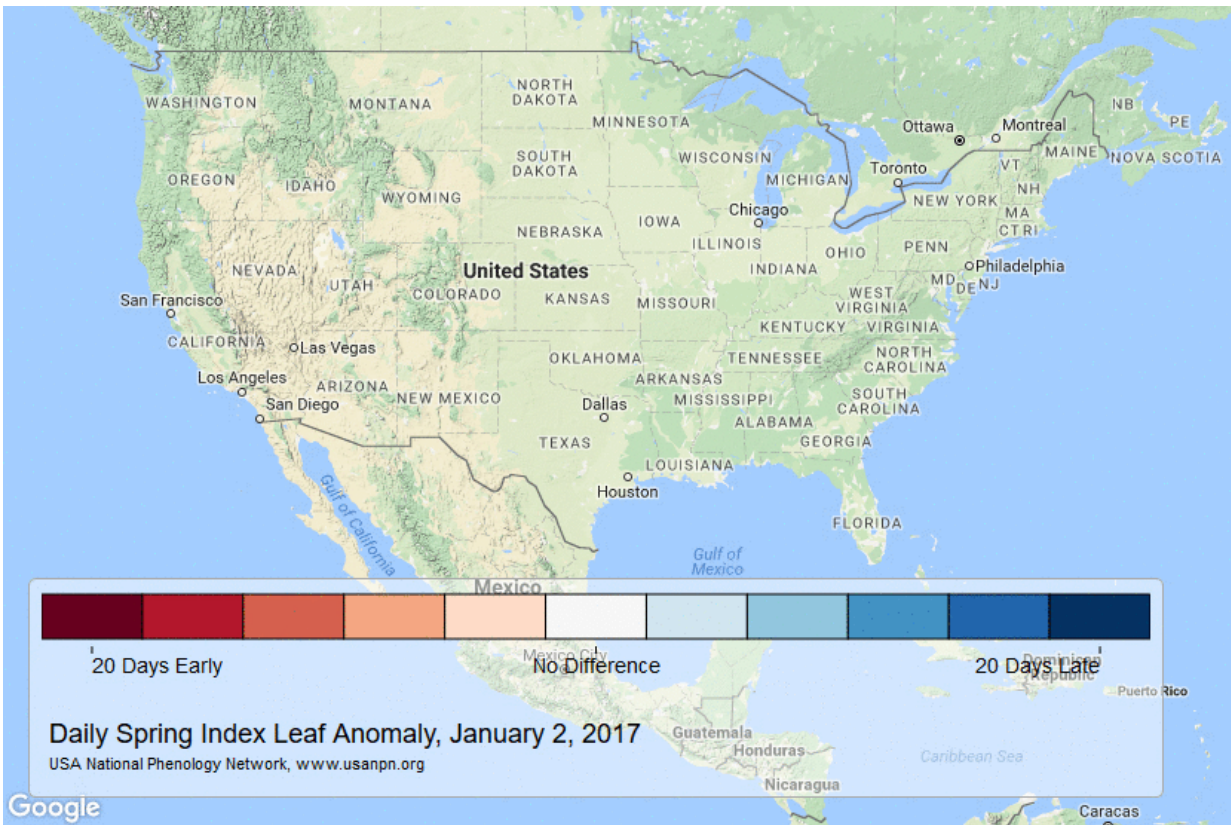 WASHINGTON
MONTANA
NORTH
DAKOTA
MINNESOTA
Ottawa
Montreal
NB
PE
MAINE
NOVA SCOTIA
OREGON
IDAHO
WYOMING
SOUTH
DAKOTA
WISCONSIN
MICHIGAN
Toronto
VT
NH
NEW YORK
MA
CT
RI
Chicago
IOWA
NEBRASKA
ILLINOIS
INDIANA
OHIO
PENN
Philadelphia
MD
DE
NJ
NEVADA
UTAH
COLORADO
United States
KANSAS
MISSOURI
WEST
VIRGINIA
KENTUCKY
VIRGINIA
San Francisco
CALIFORNIA
Las Vegas
OKLAHOMA
TENNESSEE
NORTH
CAROLINA
Los Angeles
ARIZONA
NEW MEXICO
ARKANSAS
MISSISSIPPI
SOUTH
CAROLINA
San Diego
Dallas
ALABAMA
TEXAS
GEORGIA
LOUISIANA
Houston
FLORIDA
Gulf of California
Gulf of
Mexico
Mexico
20 Days Early
No Difference
20 Days Late
Mexico City
Dominican
Republic
Puerto Rico
Daily Spring Index Leaf Anomaly, January 2, 2017
USA National Phenology Network, www.usanpn.org
Guatemala
Honduras
Nicaragua
Caribbean Sea
Caracas
Google